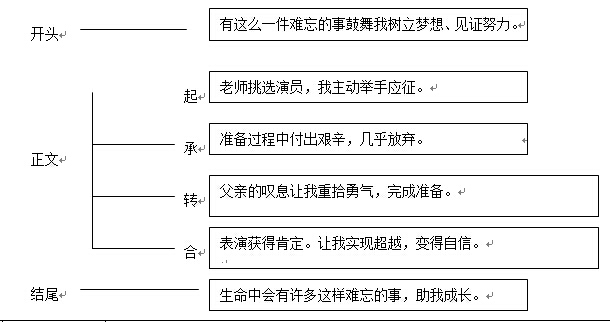 开头
有这么一件难忘的事鼓舞我树立梦想、见证努力。
起
老师挑选演员，我主动举手应征。
承
准备过程中付出艰辛，几乎放弃。
正文
转
父亲的叹息让我重拾勇气，完成准备。
合
表演获得肯定。让我实现超越，变得自信。
结尾
生命中会有许多这样难忘的事，助我成长。